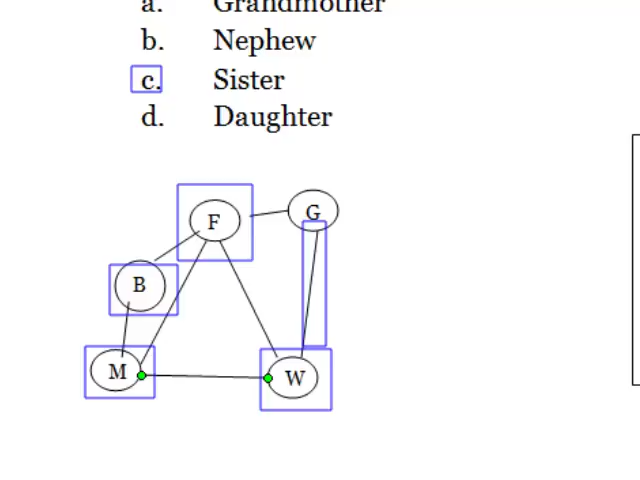 a. Grandmother
b. Nephew
c. Sister
d. Daughter
F
G
B
M
W